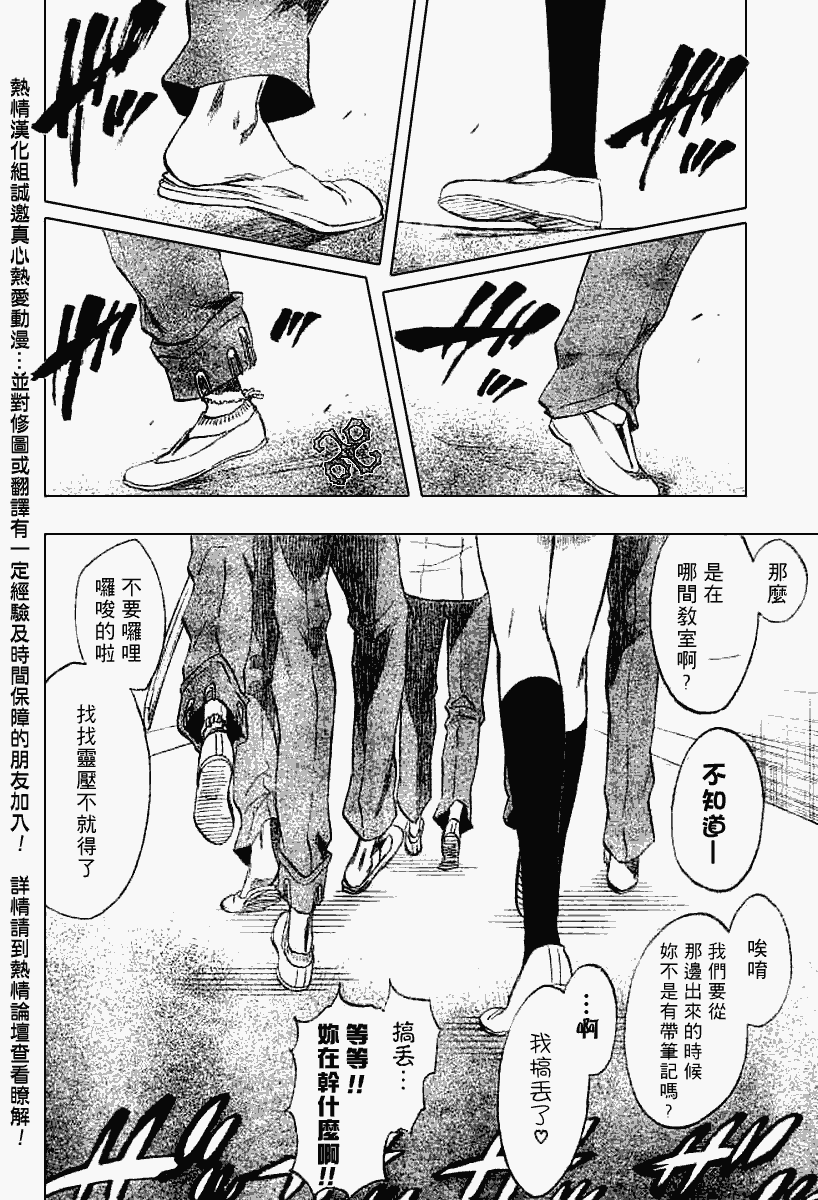 那麼
是在
哪間教室啊?
不知道ー
唉唷
我們要從
那邊出來的時候
妳不是有帶筆記嗎?
…啊
我搞丟了♡
搞丟…
等等!!
妳在幹什麼啊!!
不要囉哩
囉唆的啦
找找靈壓不就得了
熱情漢化組誠邀真心熱愛動漫…並對修圖或翻譯有一定經驗及時間保障的朋友加入! 詳情請到熱情論壇查看瞭解!